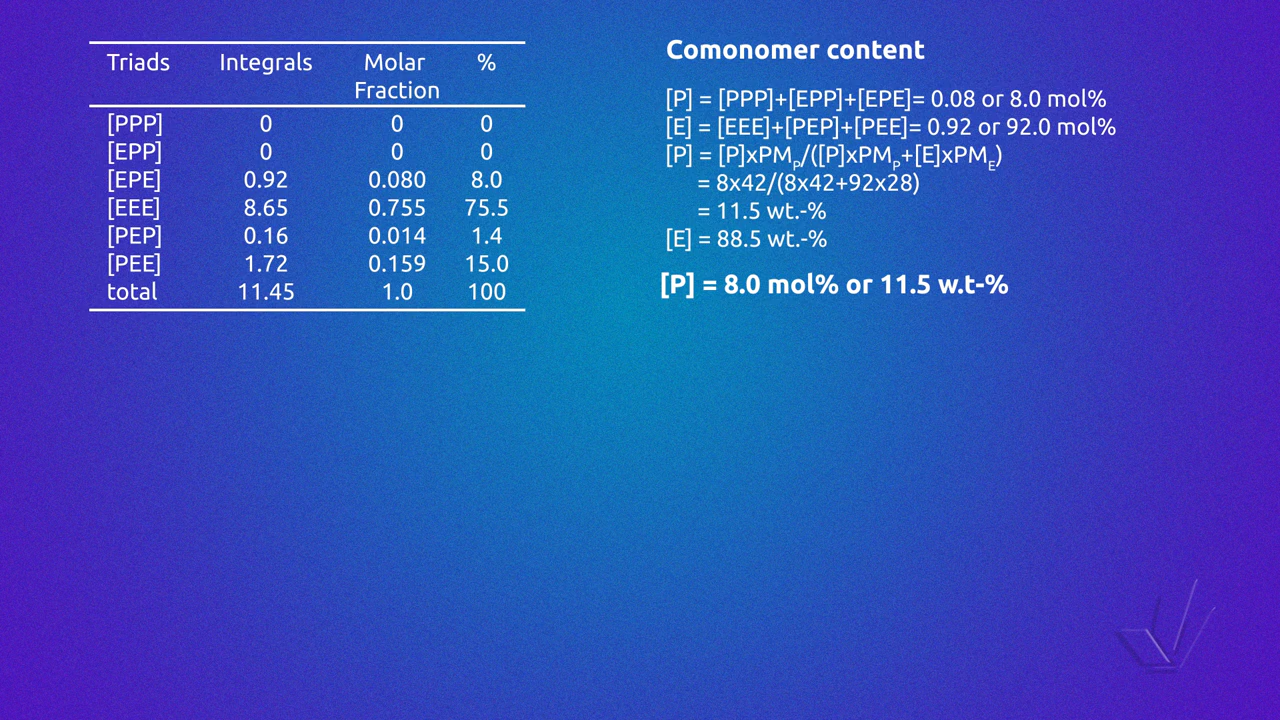 Triads Integrals Molar Fraction %
[PPP] 0 0 0
[EPP] 0 0 0
[EPE] 0.92 0.080 8.0
[EEE] 8.65 0.755 75.5
[PEP] 0.16 0.014 1.4
[PEE] 1.72 0.159 15.0
total 11.45 1.0 100
Comonomer content
[P] = [PPP]+[EPP]+[EPE]= 0.08 or 8.0 mol%
[E] = [EEE]+[PEP]+[PEE]= 0.92 or 92.0 mol%
[P] = [P]xPMP/([P]xPMP+[E]xPME)
= 8x42/(8x42+92x28)
= 11.5 wt.-%
[E] = 88.5 wt.-%
[P] = 8.0 mol% or 11.5 w.t-%